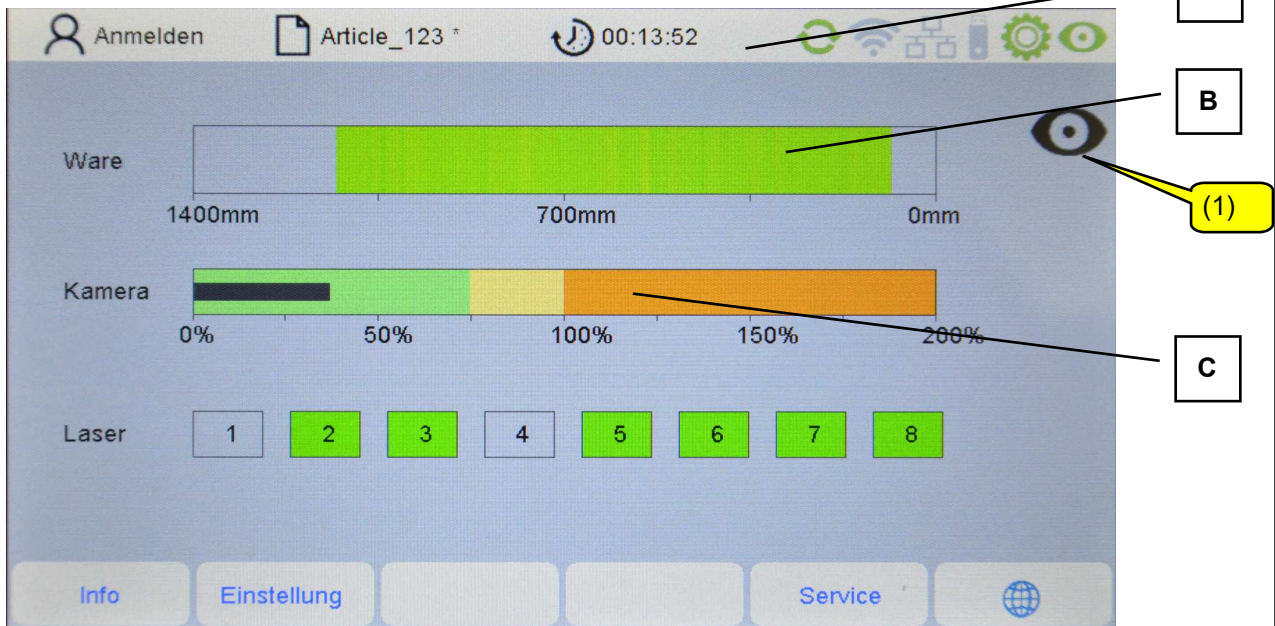 Anmelden Article_123 * 00:13:52
B
Ware
(1)
1400mm 700mm 0mm
Kamera
0% 50% 100% 150% 200%
C
Laser 1 2 3 4 5 6 7 8
Info Einstellung Service